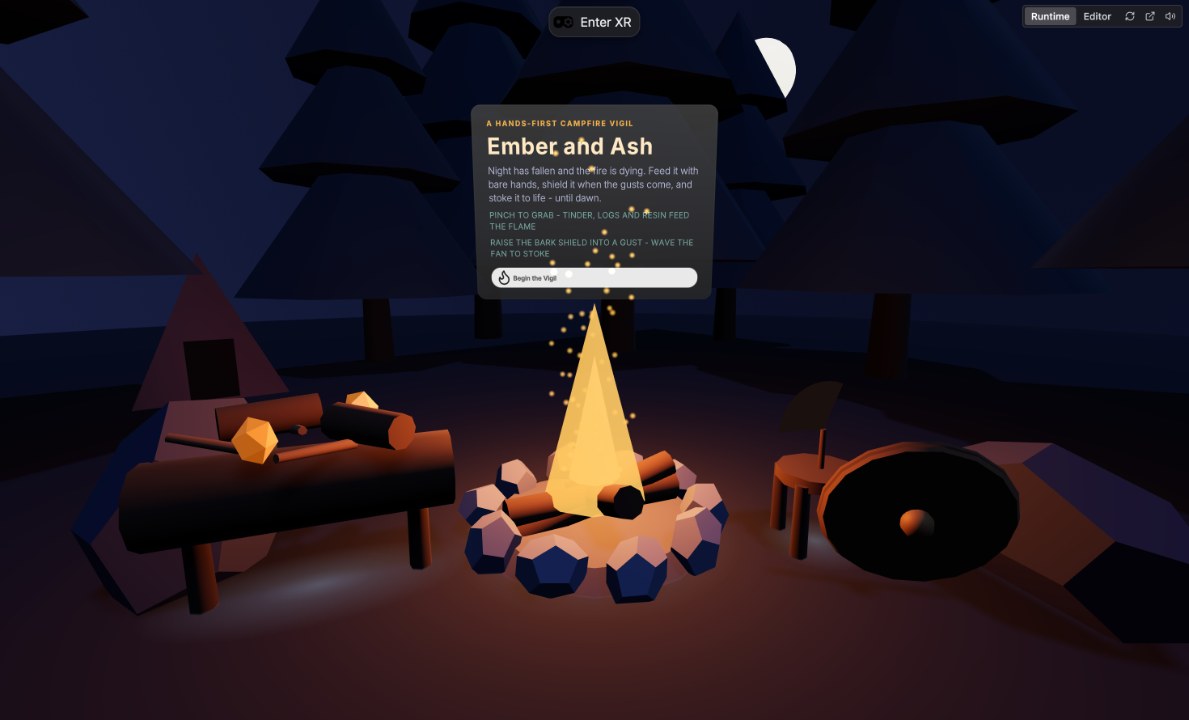 Enter XR
Runtime Editor
A HANDS-FIRST CAMPFIRE VIGIL
Ember and Ash
Night has fallen and the fire is dying. Feed it with
bare hands, shield it when the gusts come, and
stoke it to life - until dawn.
PINCH TO GRAB - TINDER, LOGS AND RESIN FEED
THE FLAME
RAISE THE BARK SHIELD INTO A GUST - WAVE THE
FAN TO STOKE
Begin the Vigil